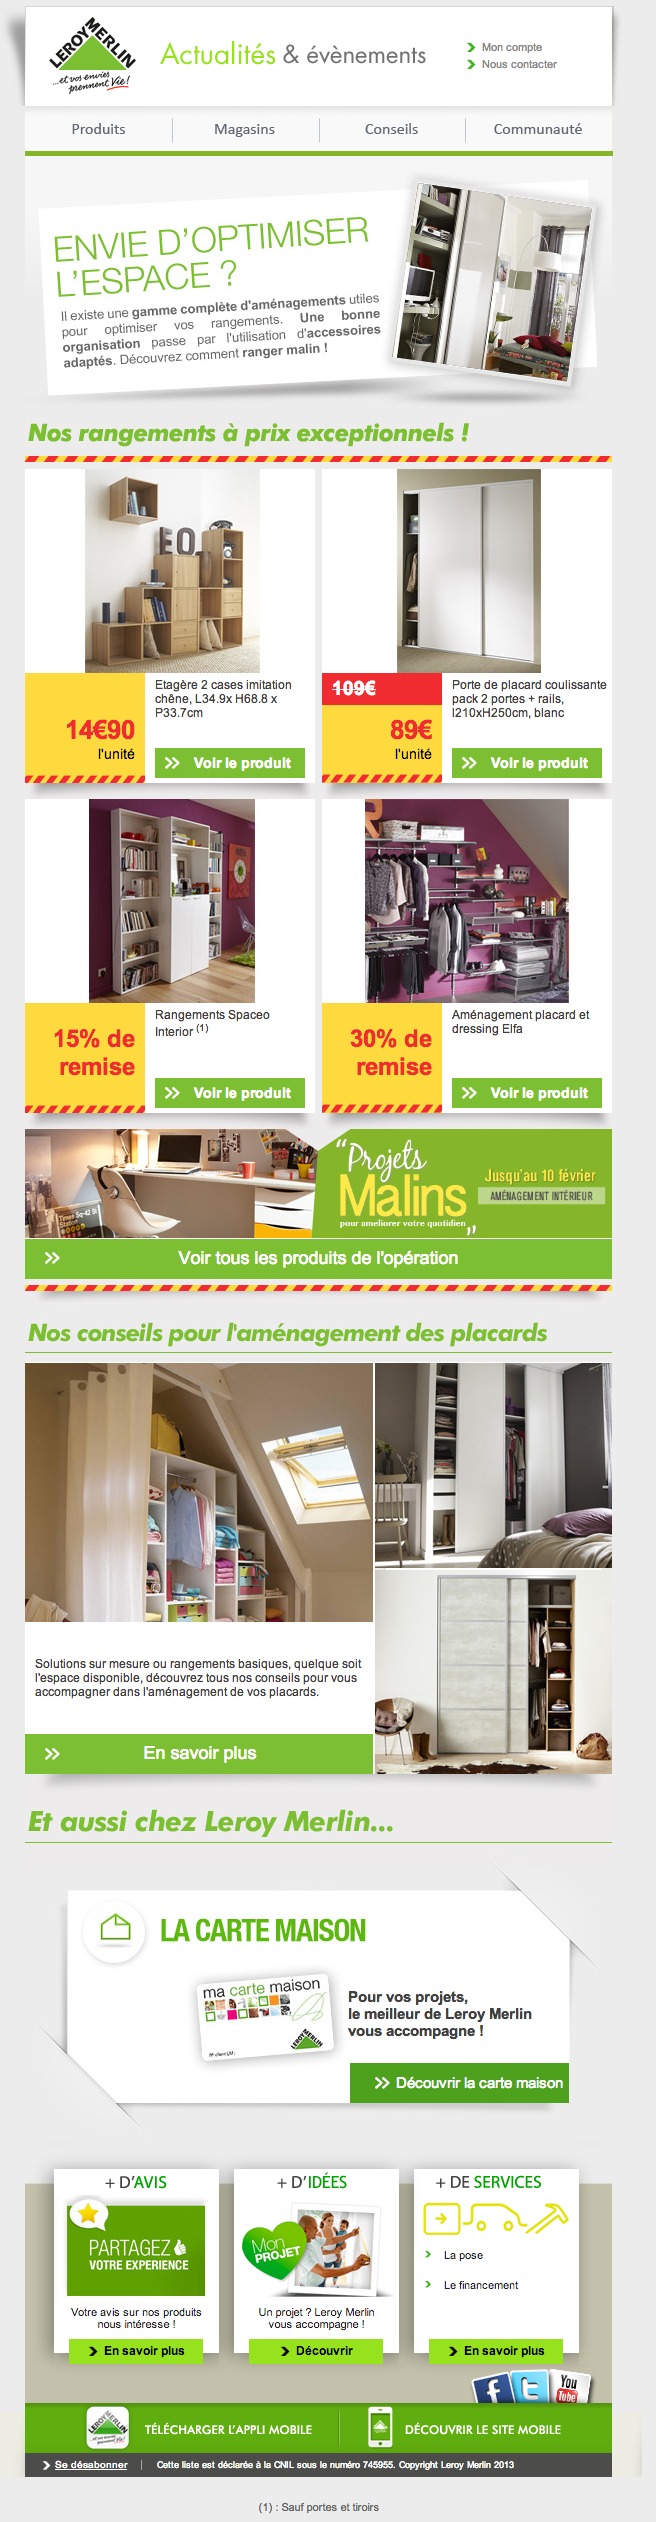 LEROY MERLIN
...et vos envies
prennent Vie !
Actualités & évènements
Mon compte
Nous contacter
Produits
Magasins
Conseils
Communauté
ENVIE D'OPTIMISER
L'ESPACE ?
Il existe une gamme complète d'aménagements utiles
pour optimiser vos rangements. Une bonne
organisation passe par l'utilisation d'accessoires
adaptés. Découvrez comment ranger malin !
Nos rangements à prix exceptionnels !
14€90
l'unité
Etagère 2 cases imitation
chêne, L34.9x H68.8 x
P33.7cm
Voir le produit
109€
89€
l'unité
Porte de placard coulissante
pack 2 portes + rails,
l210xH250cm, blanc
Voir le produit
15% de
remise
Rangements Spaceo
Interior (1)
Voir le produit
30% de
remise
Aménagement placard et
dressing Elfa
Voir le produit
“Projets
Malins
pour ameliorer votre quotidien„
Jusqu'au 10 février
AMÉNAGEMENT INTÉRIEUR
Voir tous les produits de l'opération
Nos conseils pour l'aménagement des placards
Solutions sur mesure ou rangements basiques, quelque soit
l'espace disponible, découvrez tous nos conseils pour vous
accompagner dans l'aménagement de vos placards.
En savoir plus
Et aussi chez Leroy Merlin...
LA CARTE MAISON
ma carte maison
N° client LM :
LEROY MERLIN
Pour vos projets,
le meilleur de Leroy Merlin
vous accompagne !
Découvrir la carte maison
+ D'AVIS
PARTAGEZ
VOTRE EXPERIENCE
Votre avis sur nos produits
nous intéresse !
En savoir plus
+ D'IDÉES
Mon
PROJET
Un projet ? Leroy Merlin
vous accompagne !
Découvrir
+ DE SERVICES
La pose
Le financement
En savoir plus
You
Tube
LEROY MERLIN
TÉLÉCHARGER L'APPLI MOBILE
DÉCOUVRIR LE SITE MOBILE
Se désabonner
Cette liste est déclarée à la CNIL sous le numéro 745955. Copyright Leroy Merlin 2013
(1) : Sauf portes et tiroirs